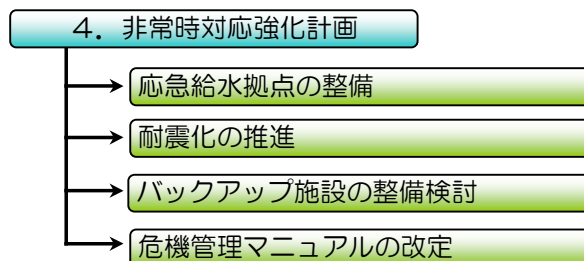 ４．非常時対応強化計画
応急給水拠点の整備
耐震化の推進
バックアップ施設の整備検討
危機管理マニュアルの改定